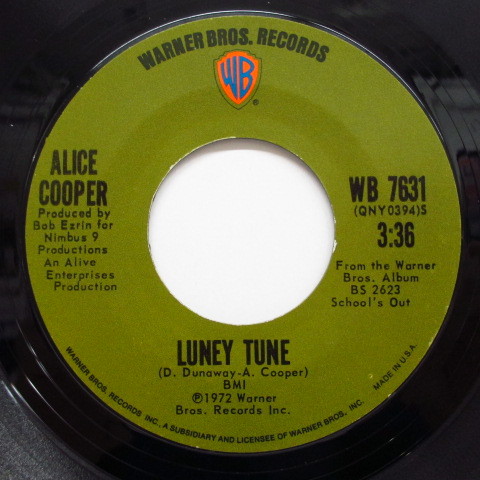 WARNER BROS. RECORDS
WB
®
ALICE
COOPER
Produced by
Bob Ezrin for
Nimbus 9
Productions
An Alive
Enterprises
Production
WB 7631
(QNY0394)S
3:36
From the Warner
Bros. Album
BS 2623
School's Out
LUNEY TUNE
(D. Dunaway-A. Cooper)
BMI
℗1972 Warner
Bros. Records Inc.
WARNER BROS. RECORDS INC., A SUBSIDIARY AND LICENSEE OF WARNER BROS. INC.
MADE IN U.S.A.